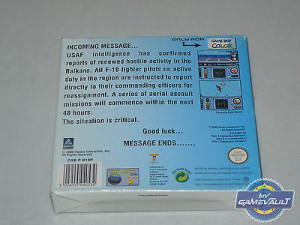 ONLY FOR
GAME BOY
COLOR
INCOMING MESSAGE...
USAF Intelligence has confirmed
reports of renewed hostile activity in the
Balkans. All F-18 fighter pilots on active
duty in the region are instructed to report
directly to their commanding officers for
reassignment. A series of aerial assault
missions will commence within the next
48 hours.
The situation is critical.
Good luck...
MESSAGE ENDS.......
MY
GAMEVAULT